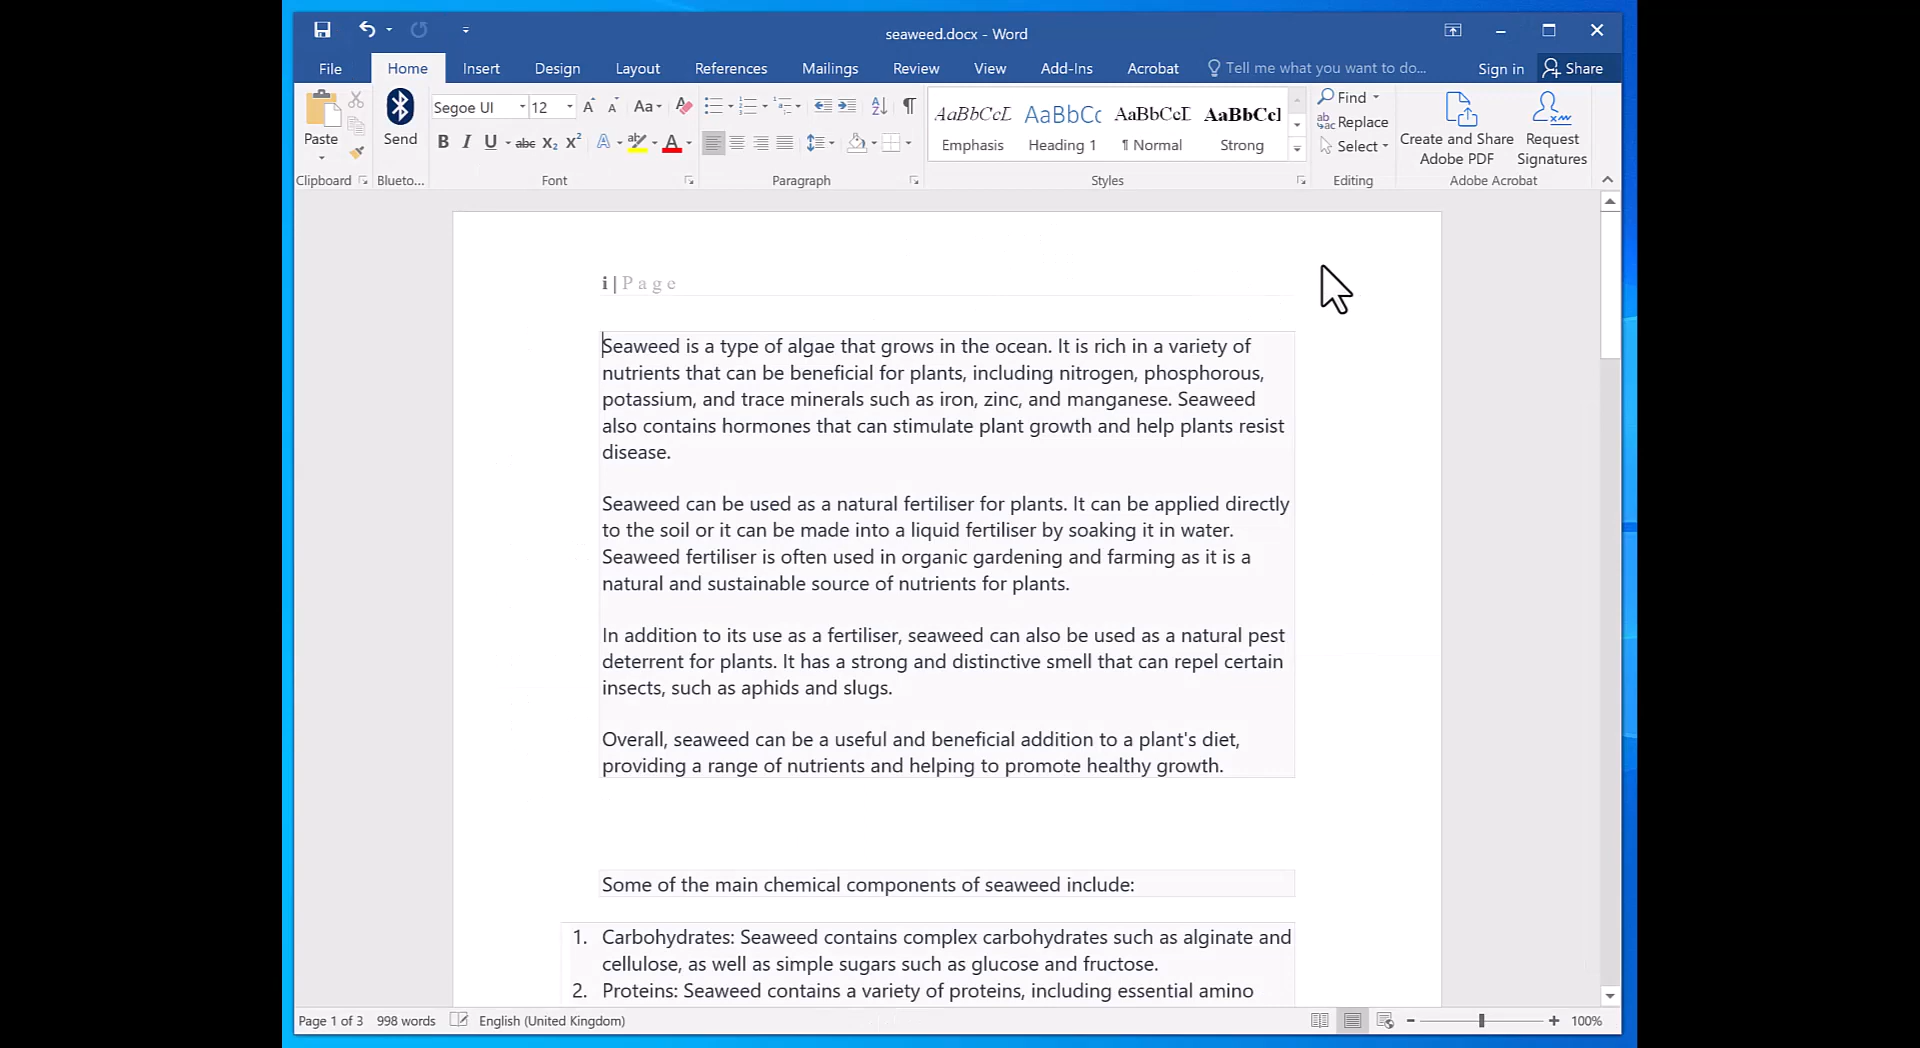 seaweed.docx - Word
File Home Insert Design Layout References Mailings Review View Add-Ins Acrobat Tell me what you want to do... Sign in Share
Paste
Send
Segoe UI 12
Aa
B I U abc X₂ X² A ab A
AaBbCcL AaBbCc AaBbCcL AaBbCcl
Emphasis Heading 1 ¶ Normal Strong
Find
Replace
Select
Create and Share Adobe PDF
Request Signatures
Clipboard Blueto... Font Paragraph Styles Editing Adobe Acrobat
i | P a g e
Seaweed is a type of algae that grows in the ocean. It is rich in a variety of
nutrients that can be beneficial for plants, including nitrogen, phosphorous,
potassium, and trace minerals such as iron, zinc, and manganese. Seaweed
also contains hormones that can stimulate plant growth and help plants resist
disease.
Seaweed can be used as a natural fertiliser for plants. It can be applied directly
to the soil or it can be made into a liquid fertiliser by soaking it in water.
Seaweed fertiliser is often used in organic gardening and farming as it is a
natural and sustainable source of nutrients for plants.
In addition to its use as a fertiliser, seaweed can also be used as a natural pest
deterrent for plants. It has a strong and distinctive smell that can repel certain
insects, such as aphids and slugs.
Overall, seaweed can be a useful and beneficial addition to a plant's diet,
providing a range of nutrients and helping to promote healthy growth.
Some of the main chemical components of seaweed include:
1. Carbohydrates: Seaweed contains complex carbohydrates such as alginate and
cellulose, as well as simple sugars such as glucose and fructose.
2. Proteins: Seaweed contains a variety of proteins, including essential amino
Page 1 of 3 998 words English (United Kingdom) 100%